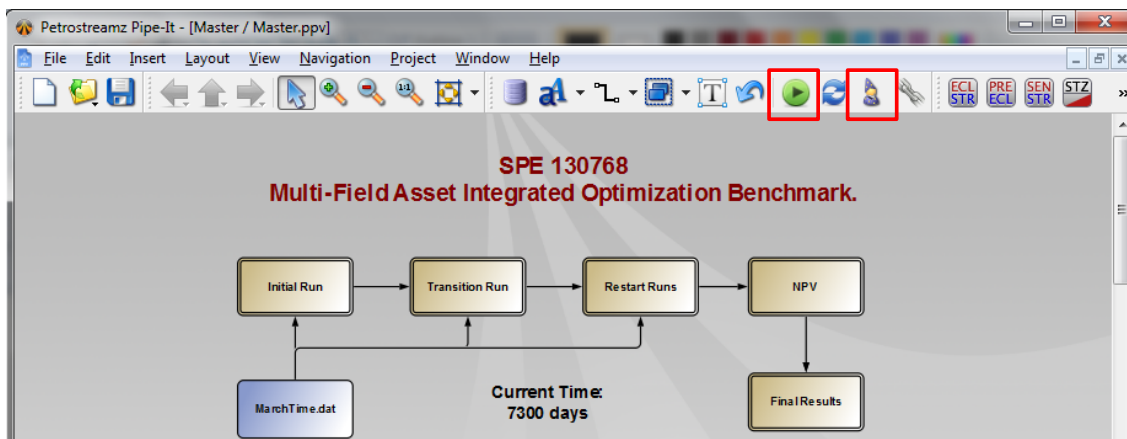 Petrostreamz Pipe-It - [Master / Master.ppv]
File Edit Insert Layout View Navigation Project Window Help
1:1 a T ECL STR PRE ECL SEN STR STZ »
SPE 130768
Multi-Field Asset Integrated Optimization Benchmark.
Initial Run Transition Run Restart Runs NPV
MarchTime.dat
Current Time:
7300 days
Final Results